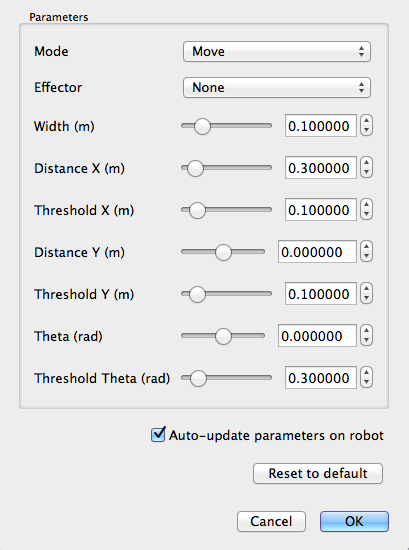 Parameters
Mode Move
Effector None
Width (m) 0.100000
Distance X (m) 0.300000
Threshold X (m) 0.100000
Distance Y (m) 0.000000
Threshold Y (m) 0.100000
Theta (rad) 0.000000
Threshold Theta (rad) 0.300000
Auto-update parameters on robot
Reset to default
Cancel OK